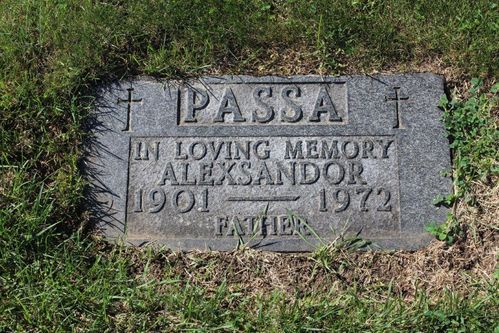 PASSA
IN LOVING MEMORY
ALEXSANDOR
1901 — 1972
FATHER